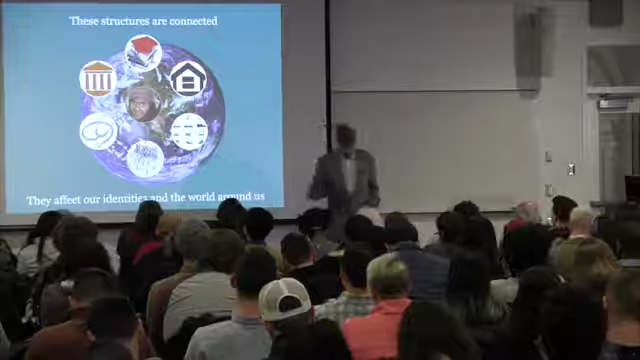 These structures are connected
They affect our identities and the world around us